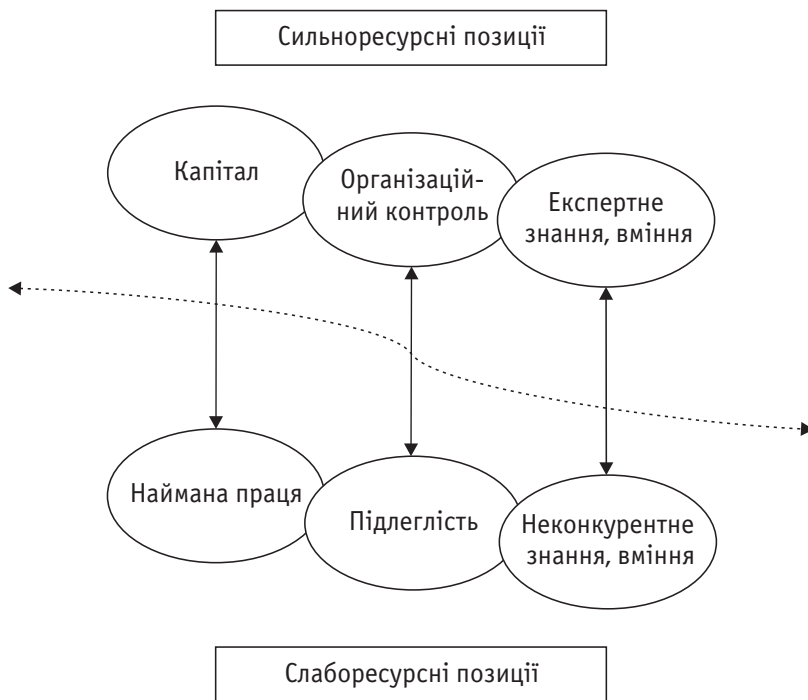 Сильноресурсні позиції
Капітал
Організацій-
ний контроль
Експертне
знання, вміння
Наймана праця
Підлеглість
Неконкурентне
знання, вміння
Слаборесурсні позиції